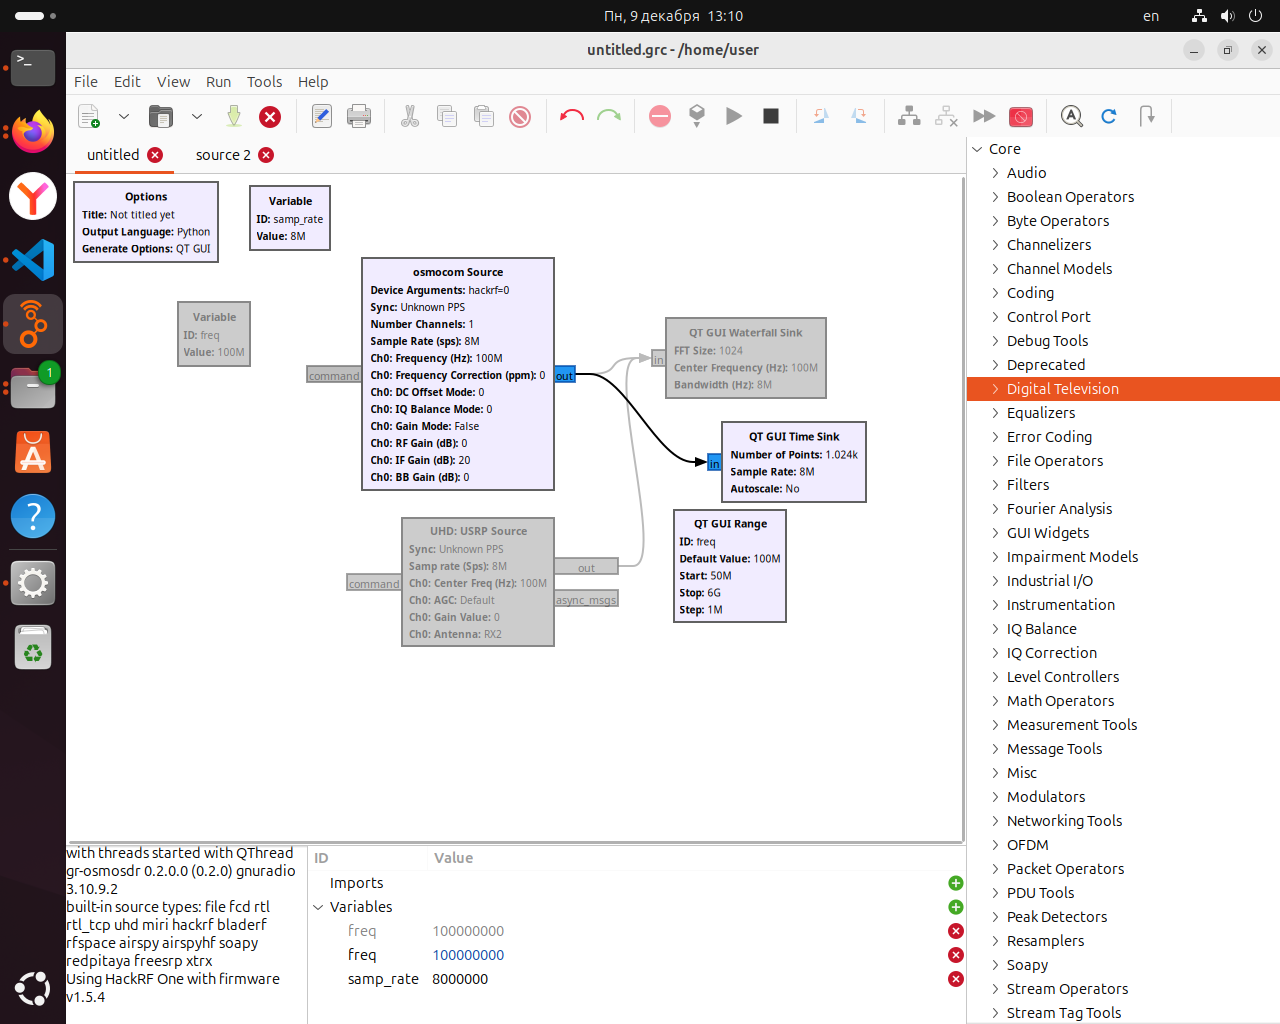 Пн, 9 декабря 13:10
en
untitled.grc - /home/user
File Edit View Run Tools Help
untitled
source 2
Options
Title: Not titled yet
Output Language: Python
Generate Options: QT GUI
Variable
ID: samp_rate
Value: 8M
Variable
ID: freq
Value: 100M
osmocom Source
Device Arguments: hackrf=0
Sync: Unknown PPS
Number Channels: 1
Sample Rate (sps): 8M
Ch0: Frequency (Hz): 100M
Ch0: Frequency Correction (ppm): 0
Ch0: DC Offset Mode: 0
Ch0: IQ Balance Mode: 0
Ch0: Gain Mode: False
Ch0: RF Gain (dB): 0
Ch0: IF Gain (dB): 20
Ch0: BB Gain (dB): 0
command
out
QT GUI Waterfall Sink
FFT Size: 1024
Center Frequency (Hz): 100M
Bandwidth (Hz): 8M
in
QT GUI Time Sink
Number of Points: 1.024k
Sample Rate: 8M
Autoscale: No
in
QT GUI Range
ID: freq
Default Value: 100M
Start: 50M
Stop: 6G
Step: 1M
UHD: USRP Source
Sync: Unknown PPS
Samp rate (Sps): 8M
Ch0: Center Freq (Hz): 100M
Ch0: AGC: Default
Ch0: Gain Value: 0
Ch0: Antenna: RX2
command
out
async_msgs
with threads started with QThread
gr-osmosdr 0.2.0.0 (0.2.0) gnuradio
3.10.9.2
built-in source types: file fcd rtl
rtl_tcp uhd miri hackrf bladerf
rfspace airspy airspyhf soapy
redpitaya freesrp xtrx
Using HackRF One with firmware
v1.5.4
ID Value
Imports
Variables
freq 100000000
freq 100000000
samp_rate 8000000
Core
Audio
Boolean Operators
Byte Operators
Channelizers
Channel Models
Coding
Control Port
Debug Tools
Deprecated
Digital Television
Equalizers
Error Coding
File Operators
Filters
Fourier Analysis
GUI Widgets
Impairment Models
Industrial I/O
Instrumentation
IQ Balance
IQ Correction
Level Controllers
Math Operators
Measurement Tools
Message Tools
Misc
Modulators
Networking Tools
OFDM
Packet Operators
PDU Tools
Peak Detectors
Resamplers
Soapy
Stream Operators
Stream Tag Tools
1